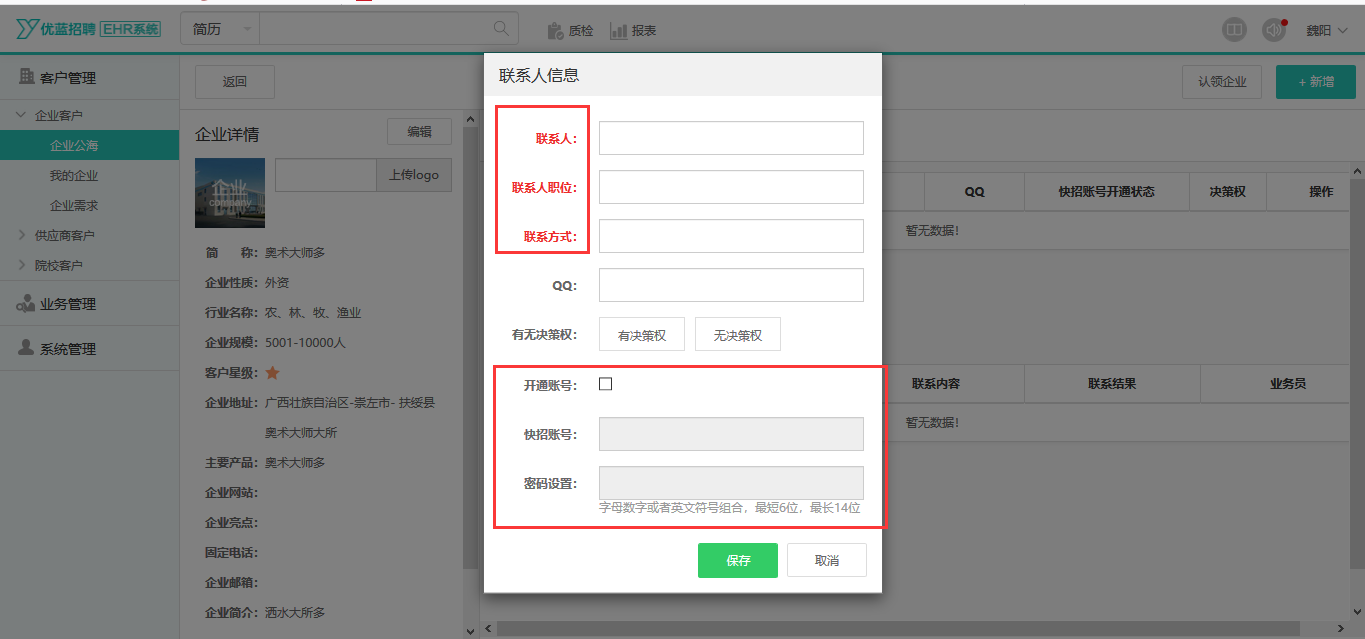 优蓝招聘 EHR系统
简历
质检
报表
魏阳
客户管理
企业客户
企业公海
我的企业
企业需求
供应商客户
院校客户
业务管理
系统管理
返回
认领企业
+ 新增
企业详情
编辑
企业
company
上传logo
简 称: 奥术大师多
企业性质: 外资
行业名称: 农、林、牧、渔业
企业规模: 5001-10000人
客户星级:
企业地址: 广西壮族自治区-崇左市- 扶绥县
奥术大师大所
主要产品: 奥术大师多
企业网站:
企业亮点:
固定电话:
企业邮箱:
企业简介: 洒水大所多
联系人信息
联系人:
联系人职位:
联系方式:
QQ:
有无决策权: 有决策权 无决策权
开通账号:
快招账号:
密码设置:
字母数字或者英文符号组合，最短6位，最长14位
保存 取消
QQ 快招账号开通状态 决策权 操作
暂无数据!
联系内容 联系结果 业务员
暂无数据!